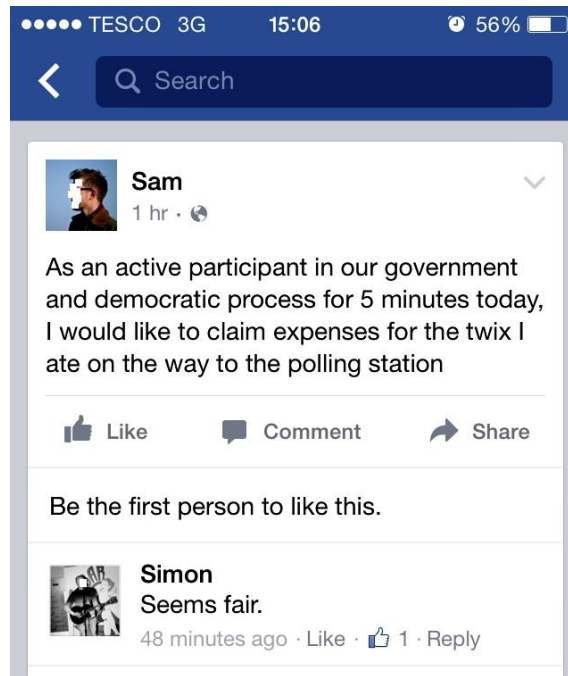 TESCO 3G 15:06 56%
Search
Sam
1 hr ·
As an active participant in our government
and democratic process for 5 minutes today,
I would like to claim expenses for the twix I
ate on the way to the polling station
Like Comment Share
Be the first person to like this.
Simon
Seems fair.
48 minutes ago · Like · 1 · Reply